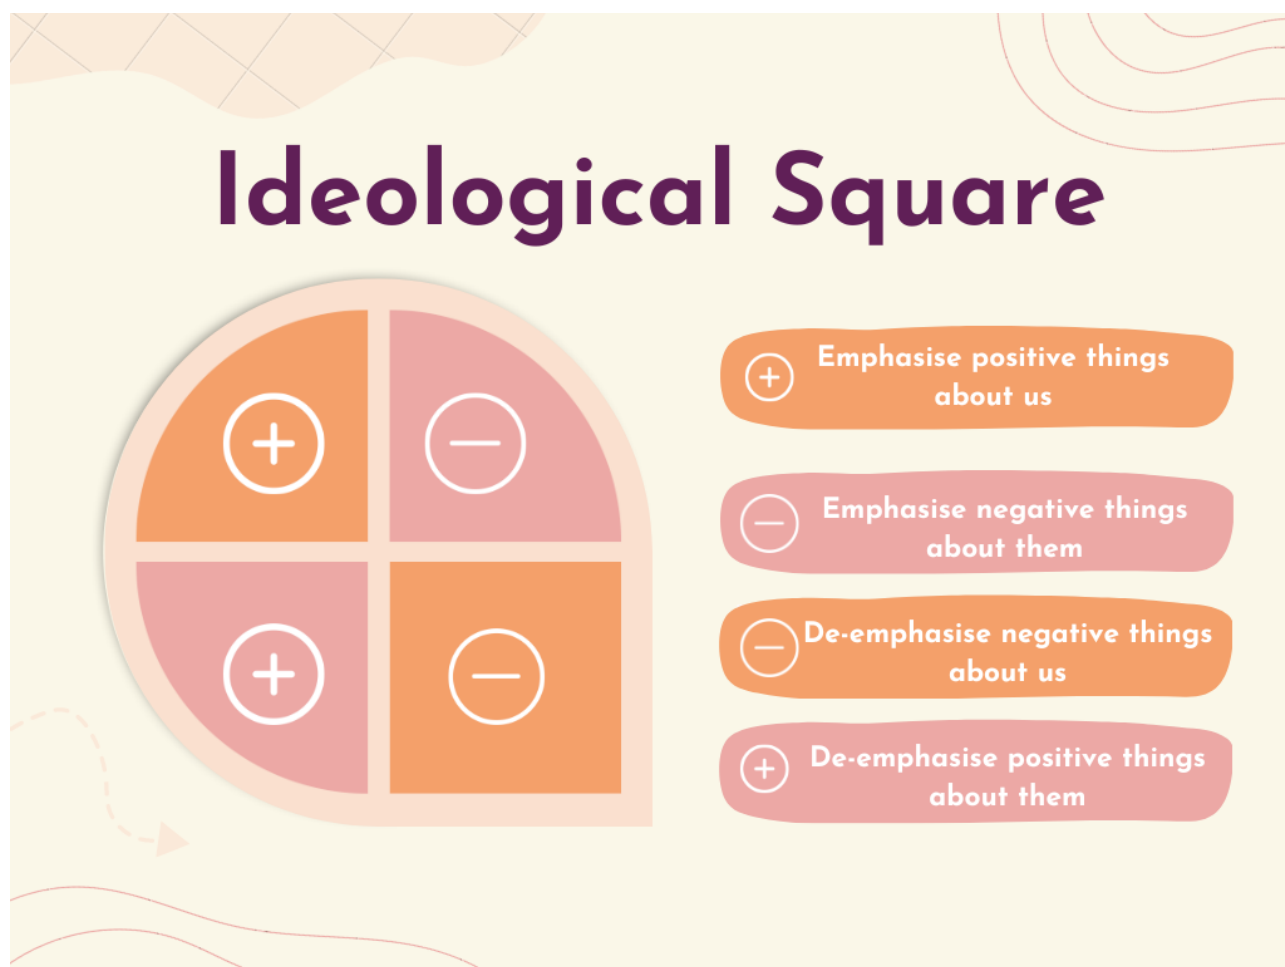 Ideological Square
Emphasise positive things
about us
Emphasise negative things
about them
De-emphasise negative things
about us
De-emphasise positive things
about them